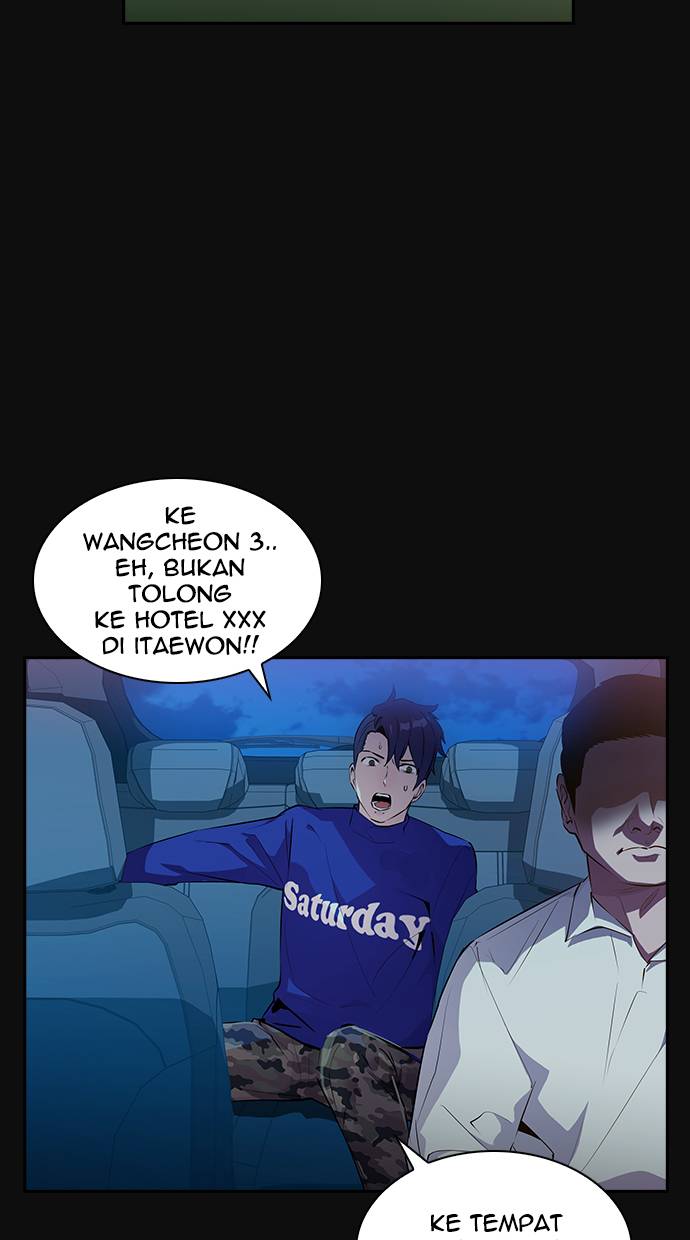 KE
WANGCHEON 3..
EH, BUKAN
TOLONG
KE HOTEL XXX
DI ITAEWON!!
Saturday
KE TEMPAT